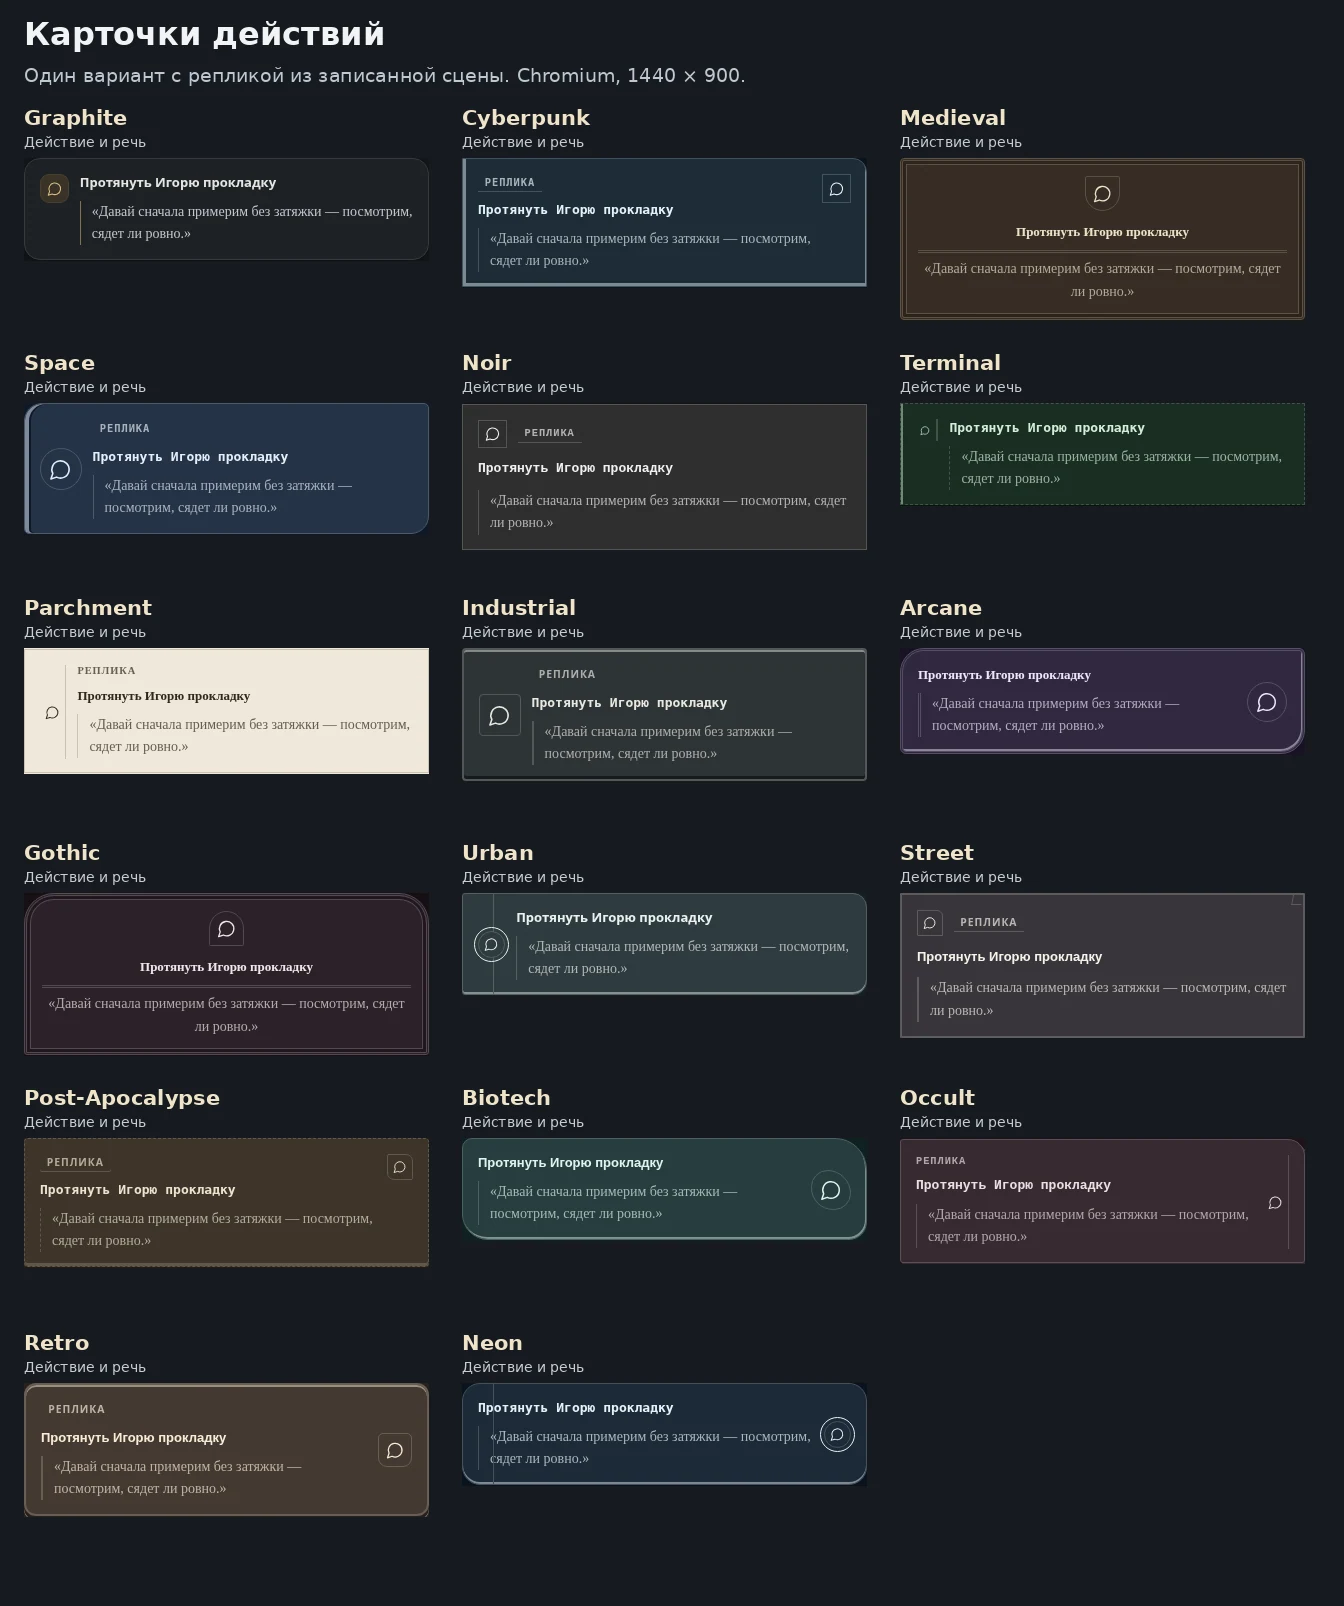 Карточки действий
Один вариант с репликой из записанной сцены. Chromium, 1440 × 900.
Graphite
Действие и речь
Протянуть Игорю прокладку
«Давай сначала примерим без затяжки — посмотрим,
сядет ли ровно.»
Cyberpunk
Действие и речь
РЕПЛИКА
Протянуть Игорю прокладку
«Давай сначала примерим без затяжки — посмотрим,
сядет ли ровно.»
Medieval
Действие и речь
Протянуть Игорю прокладку
«Давай сначала примерим без затяжки — посмотрим, сядет
ли ровно.»
Space
Действие и речь
РЕПЛИКА
Протянуть Игорю прокладку
«Давай сначала примерим без затяжки —
посмотрим, сядет ли ровно.»
Noir
Действие и речь
РЕПЛИКА
Протянуть Игорю прокладку
«Давай сначала примерим без затяжки — посмотрим, сядет
ли ровно.»
Terminal
Действие и речь
Протянуть Игорю прокладку
«Давай сначала примерим без затяжки — посмотрим,
сядет ли ровно.»
Parchment
Действие и речь
РЕПЛИКА
Протянуть Игорю прокладку
«Давай сначала примерим без затяжки — посмотрим,
сядет ли ровно.»
Industrial
Действие и речь
РЕПЛИКА
Протянуть Игорю прокладку
«Давай сначала примерим без затяжки —
посмотрим, сядет ли ровно.»
Arcane
Действие и речь
Протянуть Игорю прокладку
«Давай сначала примерим без затяжки —
посмотрим, сядет ли ровно.»
Gothic
Действие и речь
Протянуть Игорю прокладку
«Давай сначала примерим без затяжки — посмотрим, сядет
ли ровно.»
Urban
Действие и речь
Протянуть Игорю прокладку
«Давай сначала примерим без затяжки — посмотрим,
сядет ли ровно.»
Street
Действие и речь
РЕПЛИКА
Протянуть Игорю прокладку
«Давай сначала примерим без затяжки — посмотрим, сядет
ли ровно.»
Post-Apocalypse
Действие и речь
РЕПЛИКА
Протянуть Игорю прокладку
«Давай сначала примерим без затяжки — посмотрим,
сядет ли ровно.»
Biotech
Действие и речь
Протянуть Игорю прокладку
«Давай сначала примерим без затяжки —
посмотрим, сядет ли ровно.»
Occult
Действие и речь
РЕПЛИКА
Протянуть Игорю прокладку
«Давай сначала примерим без затяжки — посмотрим,
сядет ли ровно.»
Retro
Действие и речь
РЕПЛИКА
Протянуть Игорю прокладку
«Давай сначала примерим без затяжки —
посмотрим, сядет ли ровно.»
Neon
Действие и речь
Протянуть Игорю прокладку
«Давай сначала примерим без затяжки — посмотрим,
сядет ли ровно.»